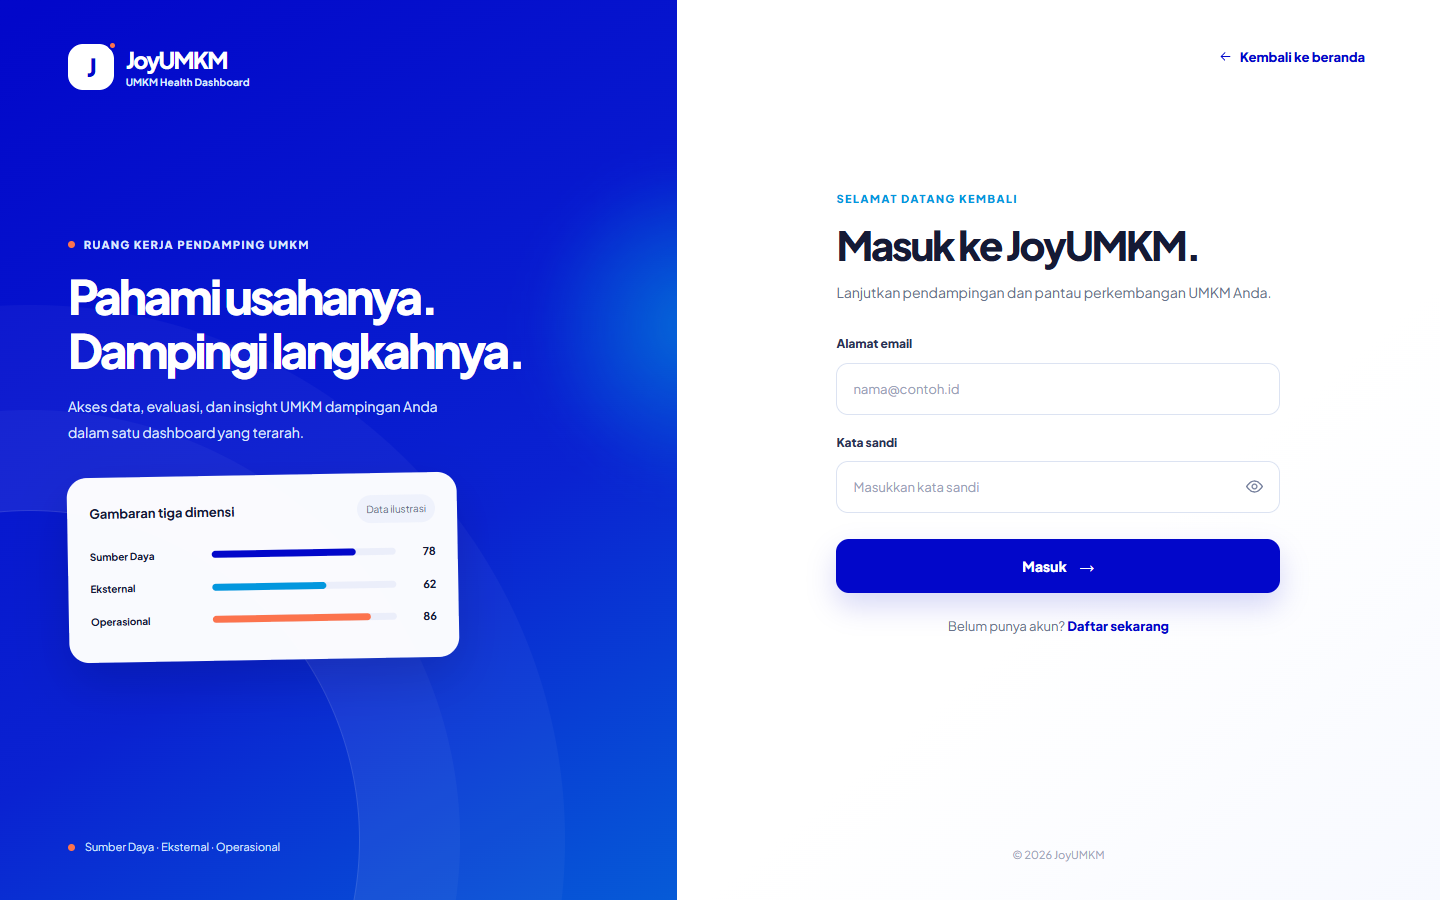 J
JoyUMKM
UMKM Health Dashboard
RUANG KERJA PENDAMPING UMKM
Pahami usahanya.
Dampingi langkahnya.
Akses data, evaluasi, dan insight UMKM dampingan Anda
dalam satu dashboard yang terarah.
Gambaran tiga dimensi
Data ilustrasi
Sumber Daya 78
Eksternal 62
Operasional 86
Sumber Daya · Eksternal · Operasional
← Kembali ke beranda
SELAMAT DATANG KEMBALI
Masuk ke JoyUMKM.
Lanjutkan pendampingan dan pantau perkembangan UMKM Anda.
Alamat email
nama@contoh.id
Kata sandi
Masukkan kata sandi
Masuk →
Belum punya akun? Daftar sekarang
© 2026 JoyUMKM